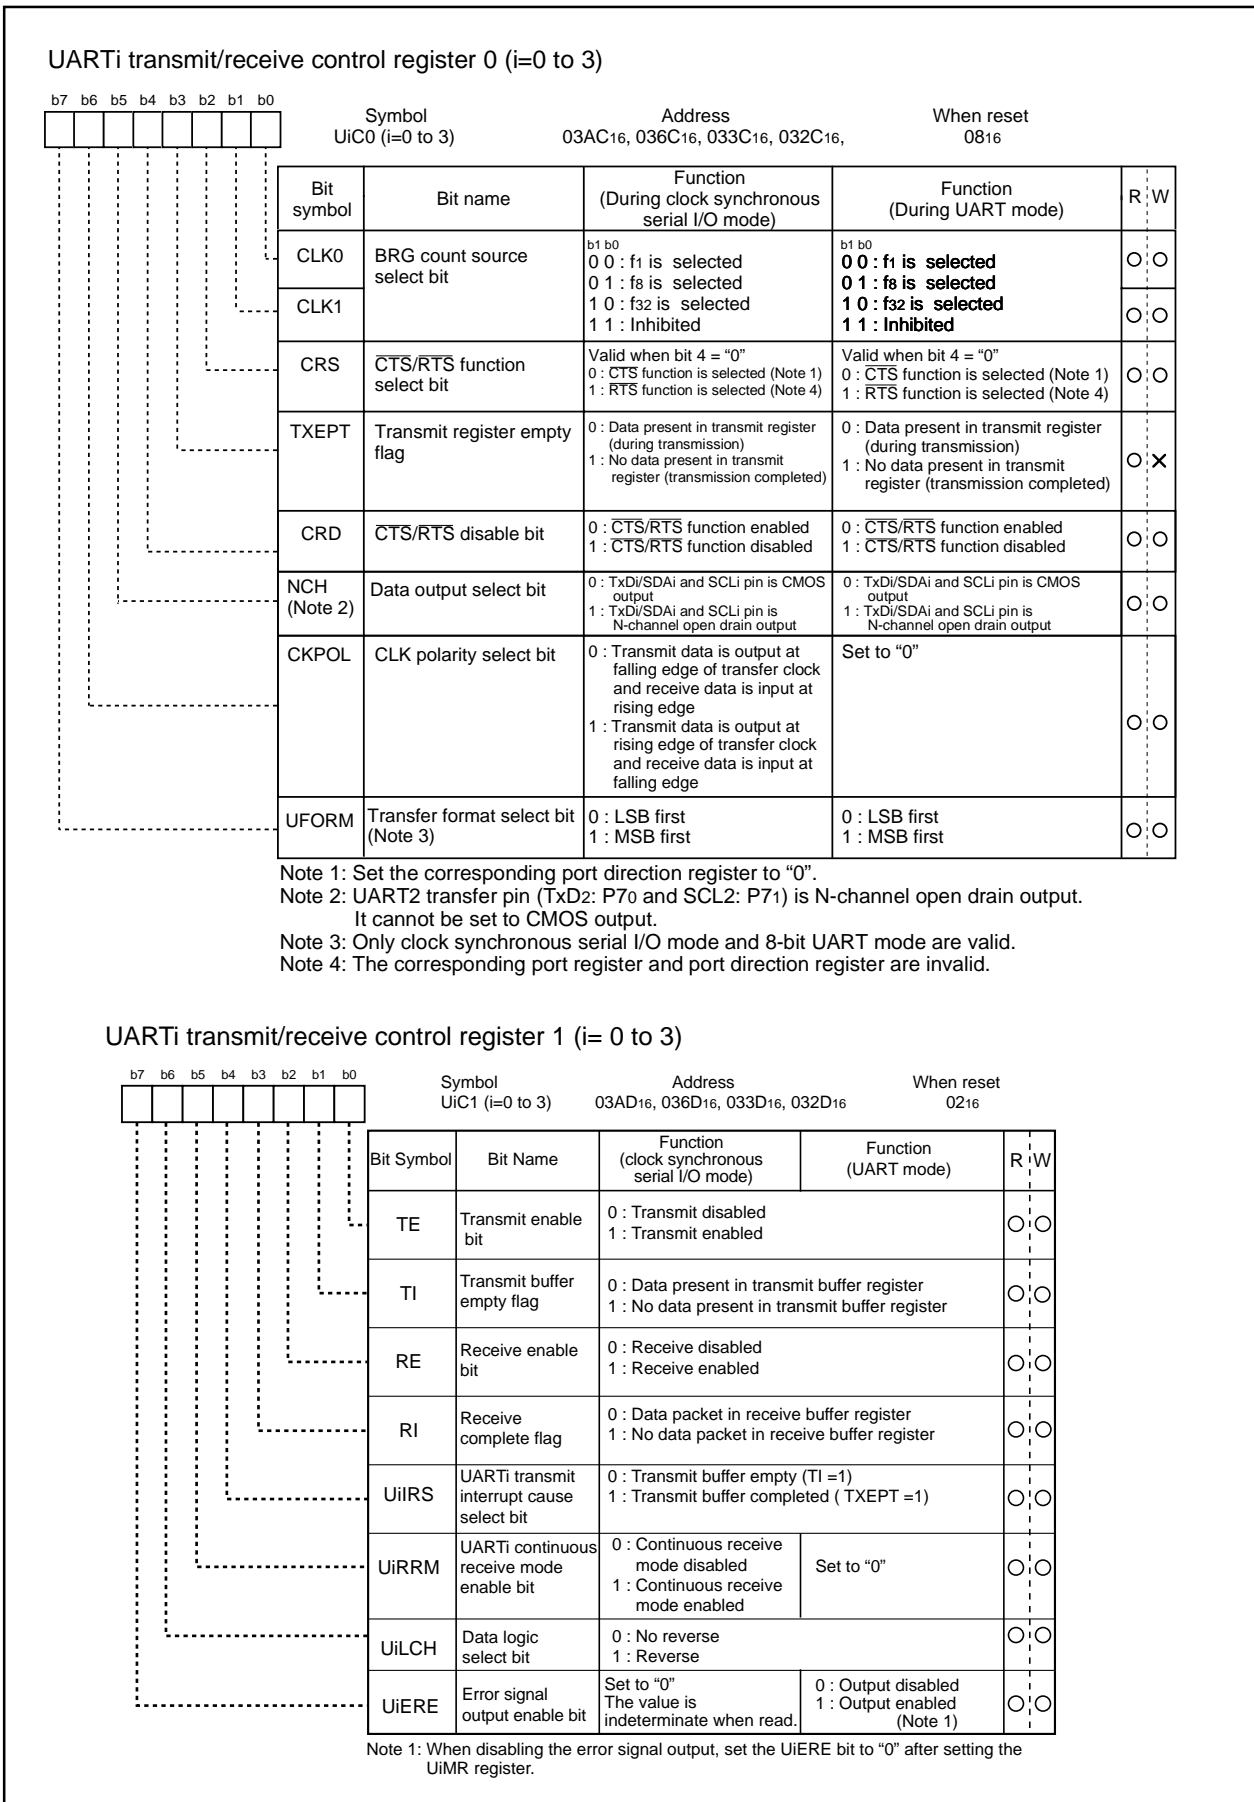 UARTi transmit/receive control register 0 (i=0 to 3)
b7 b6 b5 b4 b3 b2 b1 b0
Symbol Address When reset
UiC0 (i=0 to 3) 03AC16, 036C16, 033C16, 032C16, 0816
Bit symbol Bit name Function (During clock synchronous serial I/O mode) Function (During UART mode) R W
CLK0 BRG count source select bit
CLK1
b1 b0
0 0 : f1 is selected
0 1 : f8 is selected
1 0 : f32 is selected
1 1 : Inhibited
b1 b0
0 0 : f1 is selected
0 1 : f8 is selected
1 0 : f32 is selected
1 1 : Inhibited
CRS CTS/RTS function select bit
Valid when bit 4 = “0”
0 : CTS function is selected (Note 1)
1 : RTS function is selected (Note 4)
Valid when bit 4 = “0”
0 : CTS function is selected (Note 1)
1 : RTS function is selected (Note 4)
TXEPT Transmit register empty flag
0 : Data present in transmit register
(during transmission)
1 : No data present in transmit
register (transmission completed)
0 : Data present in transmit register
(during transmission)
1 : No data present in transmit
register (transmission completed)
CRD CTS/RTS disable bit
0 : CTS/RTS function enabled
1 : CTS/RTS function disabled
0 : CTS/RTS function enabled
1 : CTS/RTS function disabled
NCH (Note 2) Data output select bit
0 : TxDi/SDAi and SCLi pin is CMOS
output
1 : TxDi/SDAi and SCLi pin is
N-channel open drain output
0 : TxDi/SDAi and SCLi pin is CMOS
output
1 : TxDi/SDAi and SCLi pin is
N-channel open drain output
CKPOL CLK polarity select bit
0 : Transmit data is output at
falling edge of transfer clock
and receive data is input at
rising edge
1 : Transmit data is output at
rising edge of transfer clock
and receive data is input at
falling edge
Set to “0”
UFORM Transfer format select bit (Note 3)
0 : LSB first
1 : MSB first
0 : LSB first
1 : MSB first
Note 1: Set the corresponding port direction register to “0”.
Note 2: UART2 transfer pin (TxD2: P70 and SCL2: P71) is N-channel open drain output.
It cannot be set to CMOS output.
Note 3: Only clock synchronous serial I/O mode and 8-bit UART mode are valid.
Note 4: The corresponding port register and port direction register are invalid.
UARTi transmit/receive control register 1 (i= 0 to 3)
b7 b6 b5 b4 b3 b2 b1 b0
Symbol Address When reset
UiC1 (i=0 to 3) 03AD16, 036D16, 033D16, 032D16 0216
Bit Symbol Bit Name Function (clock synchronous serial I/O mode) Function (UART mode) R W
TE Transmit enable bit
0 : Transmit disabled
1 : Transmit enabled
TI Transmit buffer empty flag
0 : Data present in transmit buffer register
1 : No data present in transmit buffer register
RE Receive enable bit
0 : Receive disabled
1 : Receive enabled
RI Receive complete flag
0 : Data packet in receive buffer register
1 : No data packet in receive buffer register
UiIRS UARTi transmit interrupt cause select bit
0 : Transmit buffer empty (TI =1)
1 : Transmit buffer completed ( TXEPT =1)
UiRRM UARTi continuous receive mode enable bit
0 : Continuous receive
mode disabled
1 : Continuous receive
mode enabled
Set to “0”
UiLCH Data logic select bit
0 : No reverse
1 : Reverse
UiERE Error signal output enable bit
Set to “0”
The value is
indeterminate when read.
0 : Output disabled
1 : Output enabled
(Note 1)
Note 1: When disabling the error signal output, set the UiERE bit to “0” after setting the
UiMR register.